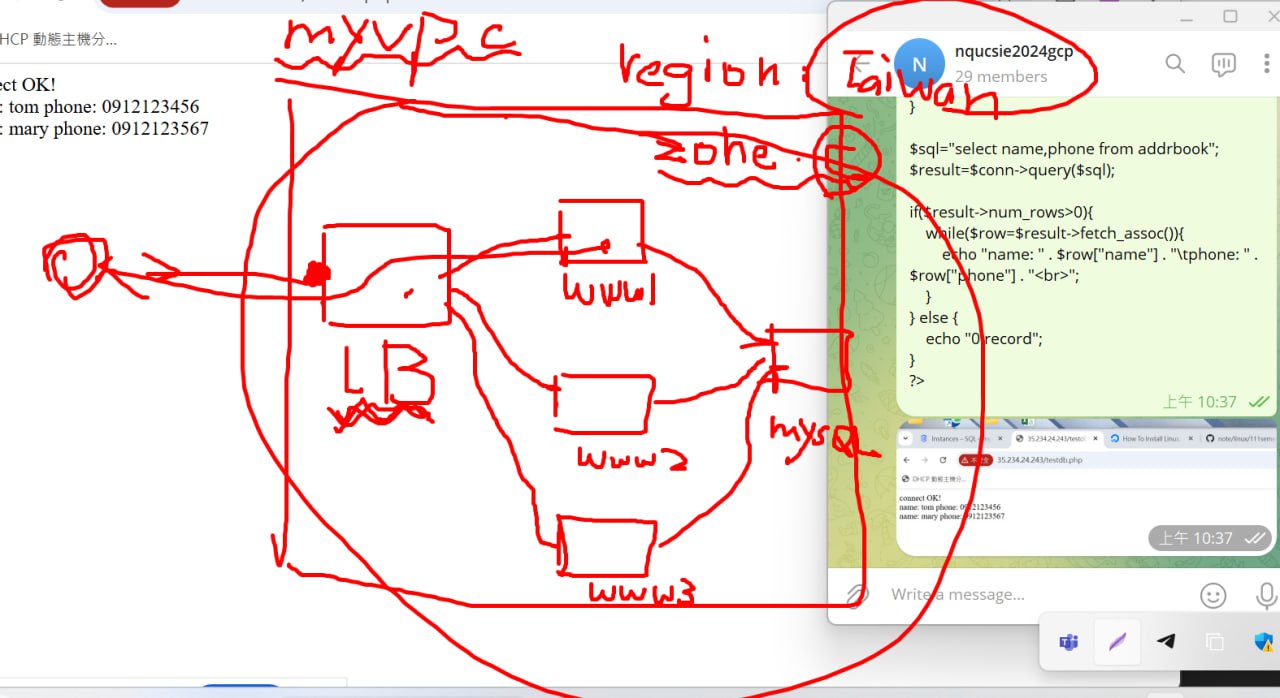 HCP 動態主機分...
ect OK!
: tom phone: 0912123456
: mary phone: 0912123567
myvpc
region: Taiwan
zone: C
LB
www1
www2
www3
mysql
N
nqucsie2024gcp
29 members
}
$sql="select name,phone from addrbook";
$result=$conn->query($sql);
if($result->num_rows>0){
while($row=$result->fetch_assoc()){
echo "name: " . $row["name"] . "\tphone: " .
$row["phone"] . "<br>";
}
} else {
echo "0 record";
}
?>
上午 10:37
Instances – SQL
35.234.24.243/testd
How To Install Linux,
note/linux/111sem
35.234.24.243/testdb.php
DHCP 動態主機分...
connect OK!
name: tom phone: 0912123456
name: mary phone: 0912123567
上午 10:37
Write a message...